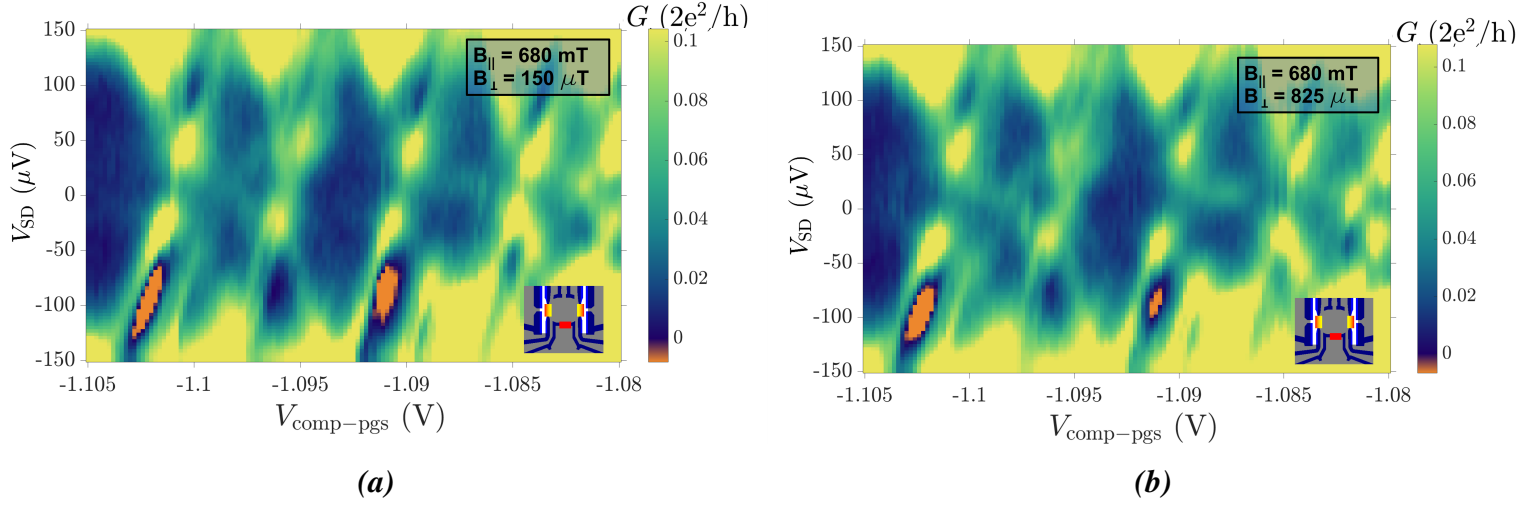 G (2e²/h)
B|| = 680 mT
B⊥ = 150 μT
150
100
50
0
-50
-100
-150
V_SD (μV)
-1.105 -1.1 -1.095 -1.09 -1.085 -1.08
V_comp−pgs (V)
0.1
0.08
0.06
0.04
0.02
0
(a)
G (2e²/h)
B|| = 680 mT
B⊥ = 825 μT
150
100
50
0
-50
-100
-150
V_SD (μV)
-1.105 -1.1 -1.095 -1.09 -1.085 -1.08
V_comp−pgs (V)
0.1
0.08
0.06
0.04
0.02
0
(b)